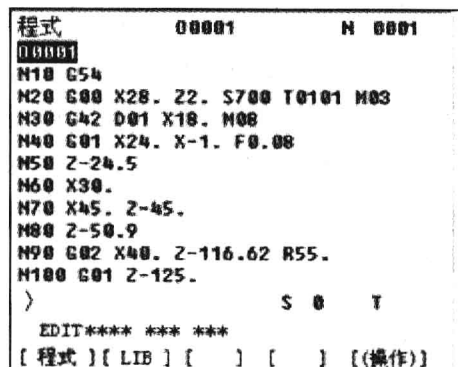 程式 O0001 N 0001
O0001
N10 G54
N20 G00 X28. Z2. S700 T0101 M03
N30 G42 D01 X18. M08
N40 G01 X24. X-1. F0.08
N50 Z-24.5
N60 X30.
N70 X45. Z-45.
N80 Z-50.9
N90 G02 X40. Z-116.62 R55.
N100 G01 Z-125.
〉 S 0 T
EDIT**** *** ***
[ 程式 ][ LIB ] [ ] [ ] [(操作)]